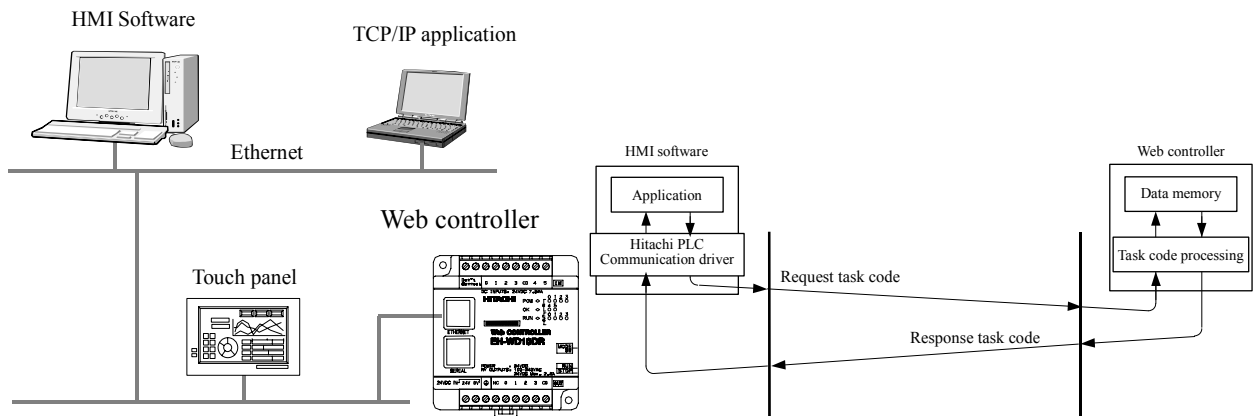 HMI Software
TCP/IP application
Ethernet
Web controller
Touch panel
HITACHI
POW
OK
RUN
ETHERNET
WEB CONTROLLER
EH-WD10DR
SERIAL
POWER
HMI software
Application
Hitachi PLC
Communication driver
Request task code
Response task code
Web controller
Data memory
Task code processing